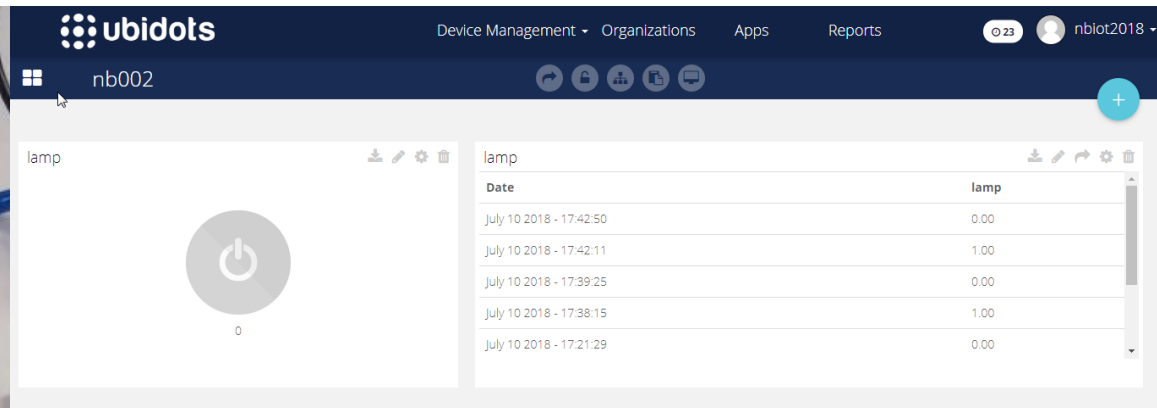 ubidots Device Management Organizations Apps Reports 23 nbiot2018
nb002
+
lamp
0
lamp
Date lamp
July 10 2018 - 17:42:50 0.00
July 10 2018 - 17:42:11 1.00
July 10 2018 - 17:39:25 0.00
July 10 2018 - 17:38:15 1.00
July 10 2018 - 17:21:29 0.00